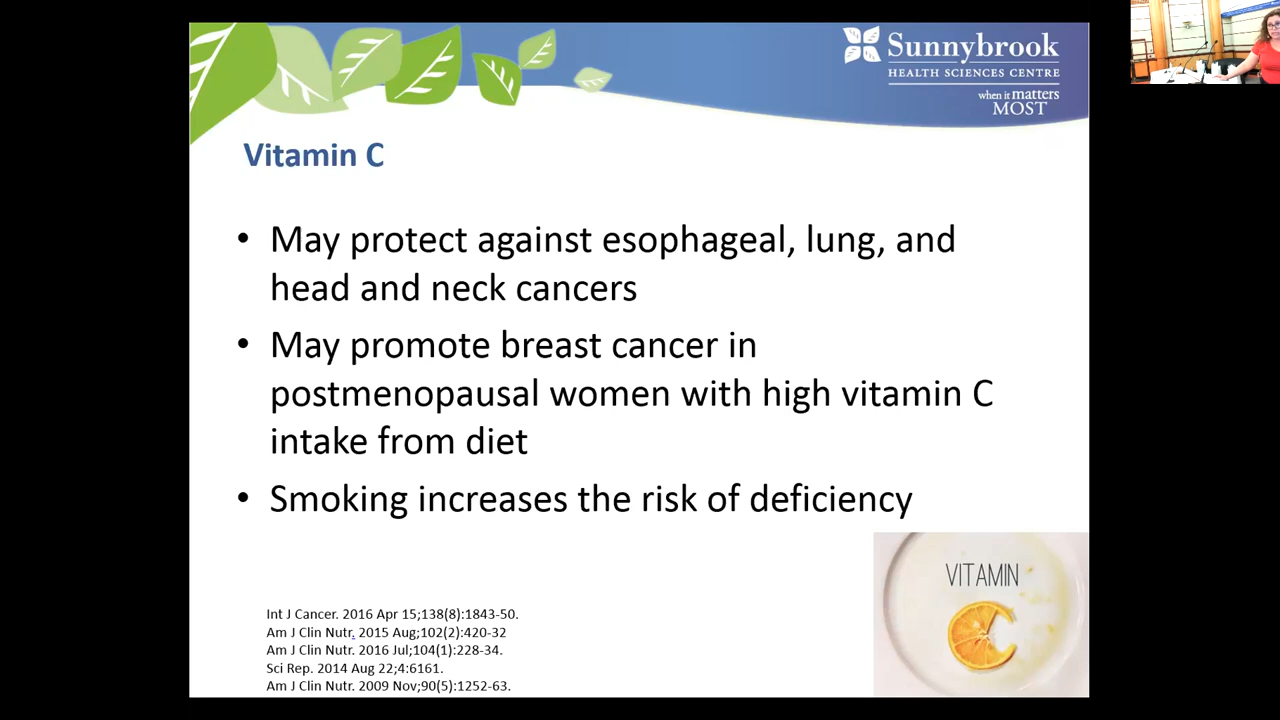 Sunnybrook
HEALTH SCIENCES CENTRE
when it matters
MOST
Vitamin C
• May protect against esophageal, lung, and
head and neck cancers
• May promote breast cancer in
postmenopausal women with high vitamin C
intake from diet
• Smoking increases the risk of deficiency
VITAMIN
Int J Cancer. 2016 Apr 15;138(8):1843-50.
Am J Clin Nutr. 2015 Aug;102(2):420-32
Am J Clin Nutr. 2016 Jul;104(1):228-34.
Sci Rep. 2014 Aug 22;4:6161.
Am J Clin Nutr. 2009 Nov;90(5):1252-63.